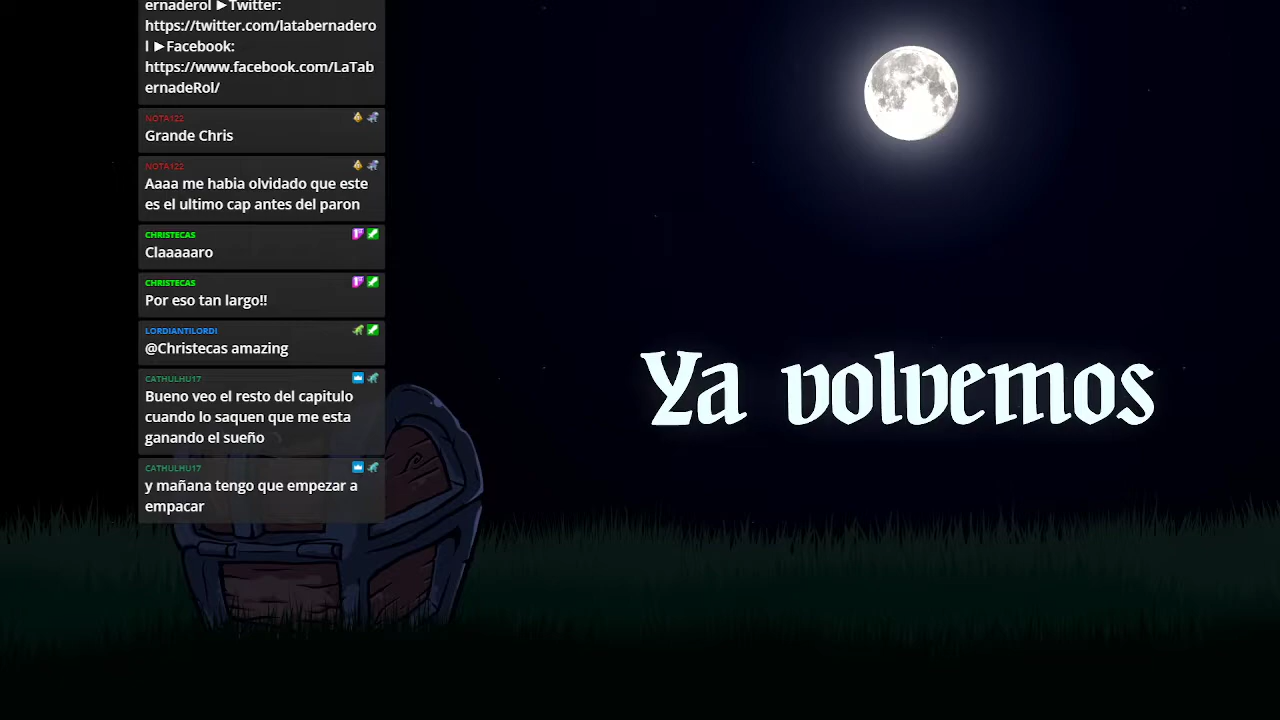 ernaderol ►Twitter:
https://twitter.com/latabernadero
l ►Facebook:
https://www.facebook.com/LaTab
ernadeRol/
NOTA122
Grande Chris
NOTA122
Aaaa me habia olvidado que este
es el ultimo cap antes del paron
CHRISTECAS
Claaaaaro
CHRISTECAS
Por eso tan largo!!
LORDIANTILORDI
@Christecas amazing
CATHULHU17
Bueno veo el resto del capitulo
cuando lo saquen que me esta
ganando el sueño
CATHULHU17
y mañana tengo que empezar a
empacar
Ya volvemos